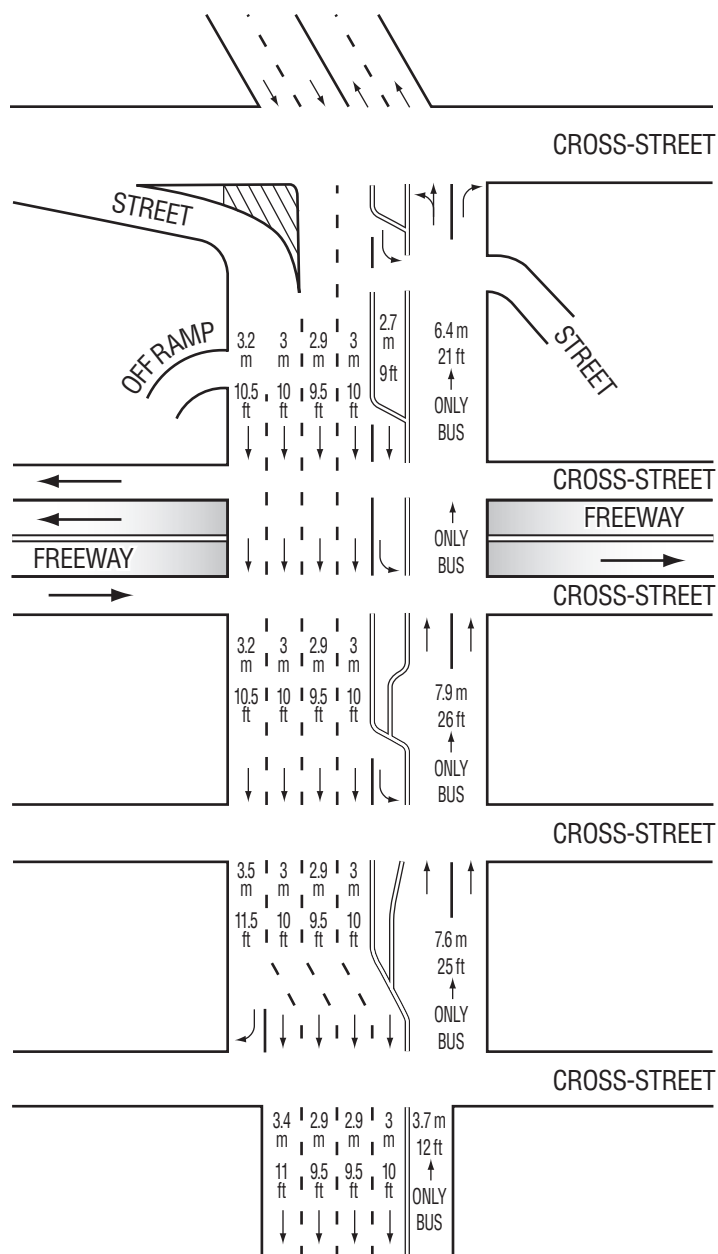 CROSS-STREET
STREET
OFF RAMP
STREET
3.2 3 2.9 3
m m m m
10.5 10 9.5 10
ft ft ft ft
2.7
m
9 ft
6.4 m
21 ft
ONLY
BUS
CROSS-STREET
FREEWAY
FREEWAY
ONLY
BUS
CROSS-STREET
3.2 3 2.9 3
m m m m
10.5 10 9.5 10
ft ft ft ft
7.9 m
26 ft
ONLY
BUS
CROSS-STREET
3.5 3 2.9 3
m m m m
11.5 10 9.5 10
ft ft ft ft
7.6 m
25 ft
ONLY
BUS
CROSS-STREET
3.4 2.9 2.9 3
m m m m
11 9.5 9.5 10
ft ft ft ft
3.7 m
12 ft
ONLY
BUS